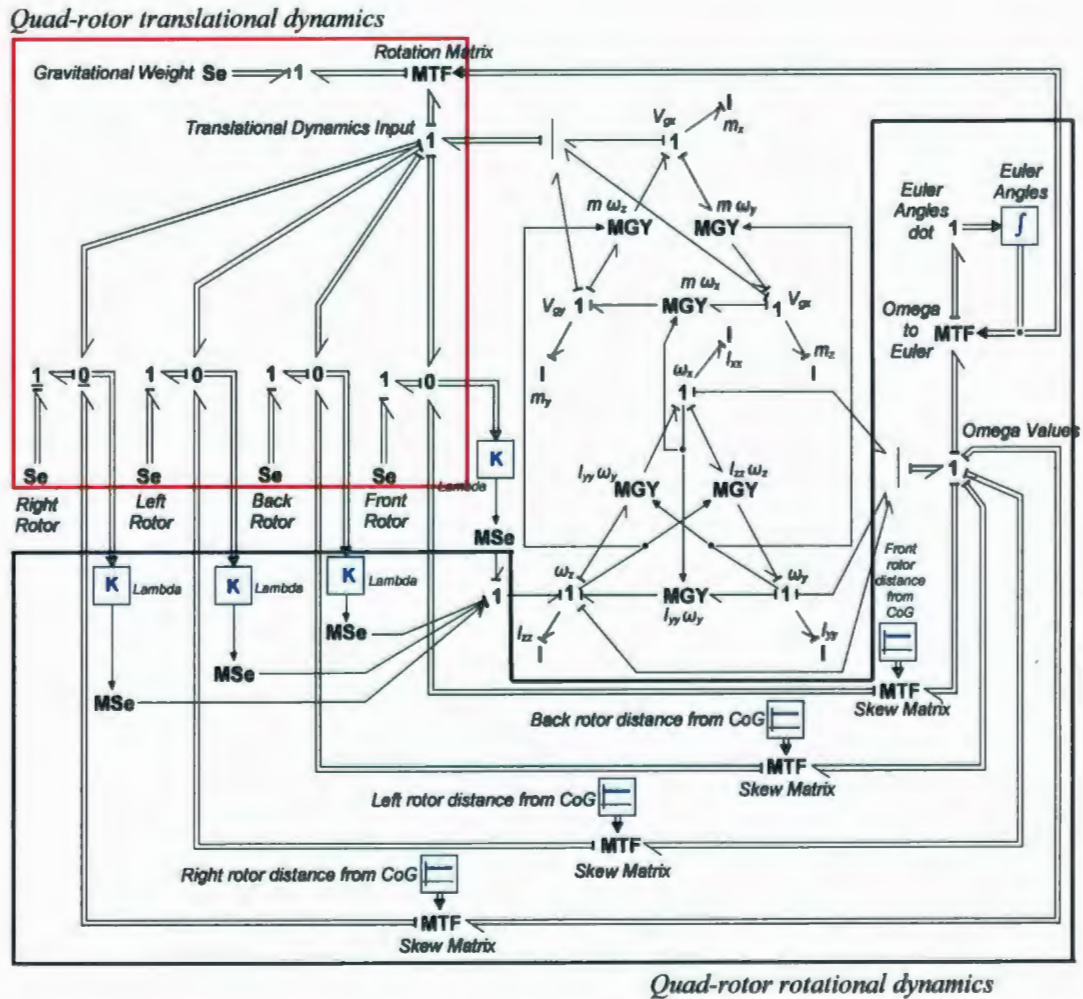 Quad-rotor translational dynamics
Rotation Matrix
Gravitational Weight Se 1 MTF
Translational Dynamics Input 1
V_gx 1 I
m_x
m ω_z m ω_y
MGY MGY
m ω_x
V_gy 1 MGY 1 V_gx
m_y I
m_z I
ω_x 1 I
I_xx
I_yy ω_y I_zz ω_z
MGY MGY
ω_z 1 MGY 1 ω_y
I_yy ω_y
I_zz I
I_yy I
Euler Angles dot 1
Euler Angles
∫
Omega to Euler MTF
Omega Values
1
1 0 1 0 1 0 1 0
Se Se Se Se
Right Rotor
Left Rotor
Back Rotor
Front Rotor
K Lambda
MSe
K Lambda
K Lambda
K Lambda
MSe
MSe
MSe
1
Front rotor distance from CoG
MTF
Skew Matrix
Back rotor distance from CoG
MTF
Skew Matrix
Left rotor distance from CoG
MTF
Skew Matrix
Right rotor distance from CoG
MTF
Skew Matrix
Quad-rotor rotational dynamics